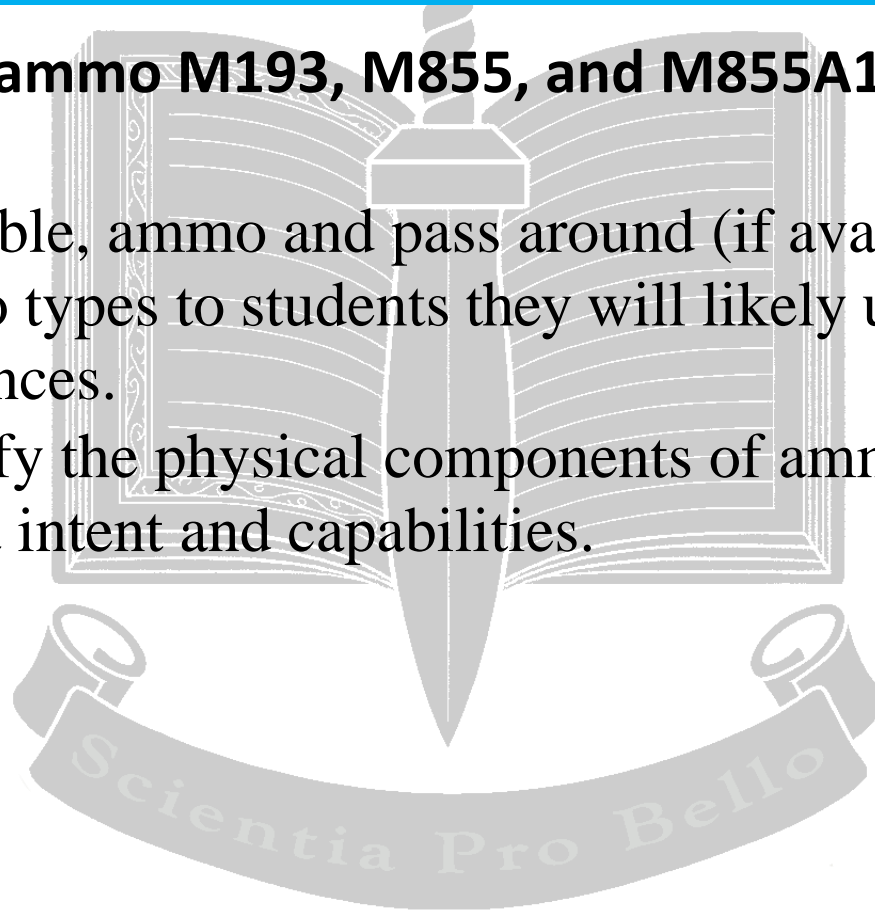 ammo M193, M855, and M855A1
ble, ammo and pass around (if ava
o types to students they will likely u
nces.
fy the physical components of amm
intent and capabilities.
Scientia Pro Bello